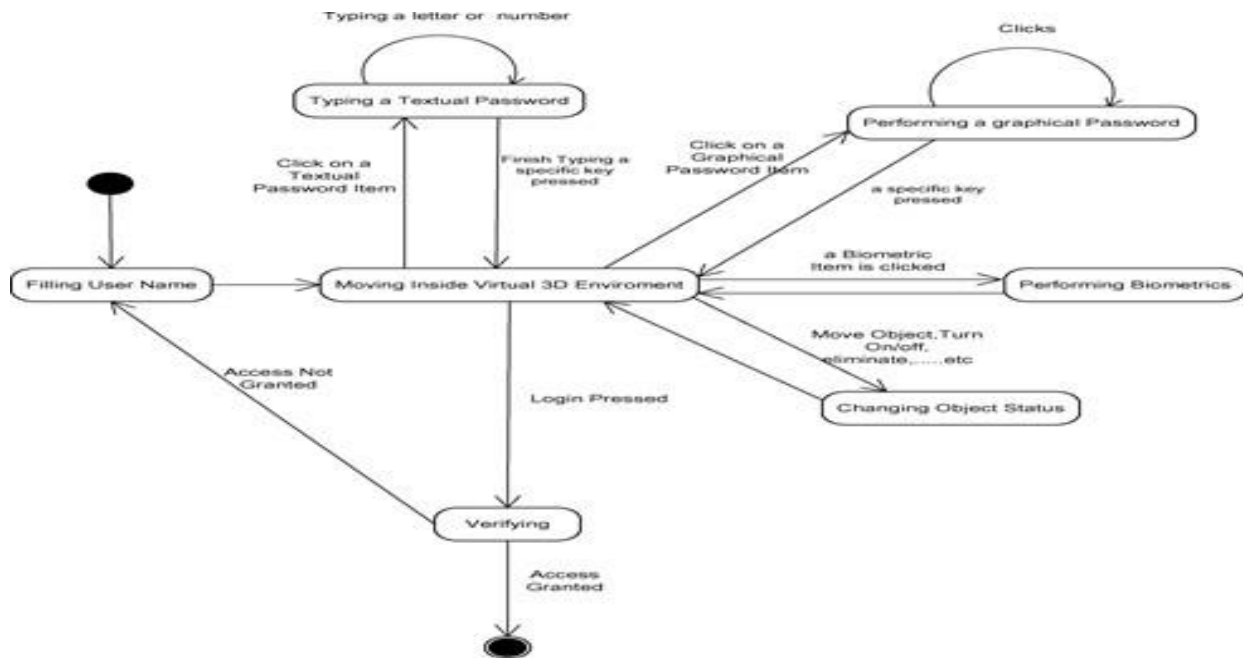 Typing a letter or number
Clicks
Typing a Textual Password
Performing a graphical Password
Click on a
Textual
Password Item
Finish Typing a
specific key
pressed
Click on a
Graphical
Password Item
a specific key
pressed
a Biometric
Item is clicked
Filling User Name
Moving Inside Virtual 3D Enviroment
Performing Biometrics
Move Object,Turn
On/off,
eliminate,.....etc
Access Not
Granted
Login Pressed
Changing Object Status
Verifying
Access
Granted